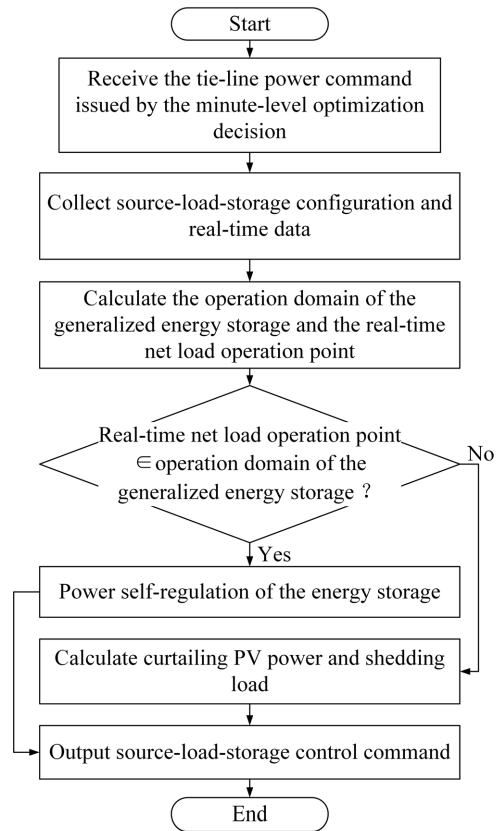 Start
Receive the tie-line power command
issued by the minute-level optimization
decision
Collect source-load-storage configuration and
real-time data
Calculate the operation domain of the
generalized energy storage and the real-time
net load operation point
Real-time net load operation point
∈ operation domain of the
generalized energy storage ?
No
Yes
Power self-regulation of the energy storage
Calculate curtailing PV power and shedding
load
Output source-load-storage control command
End